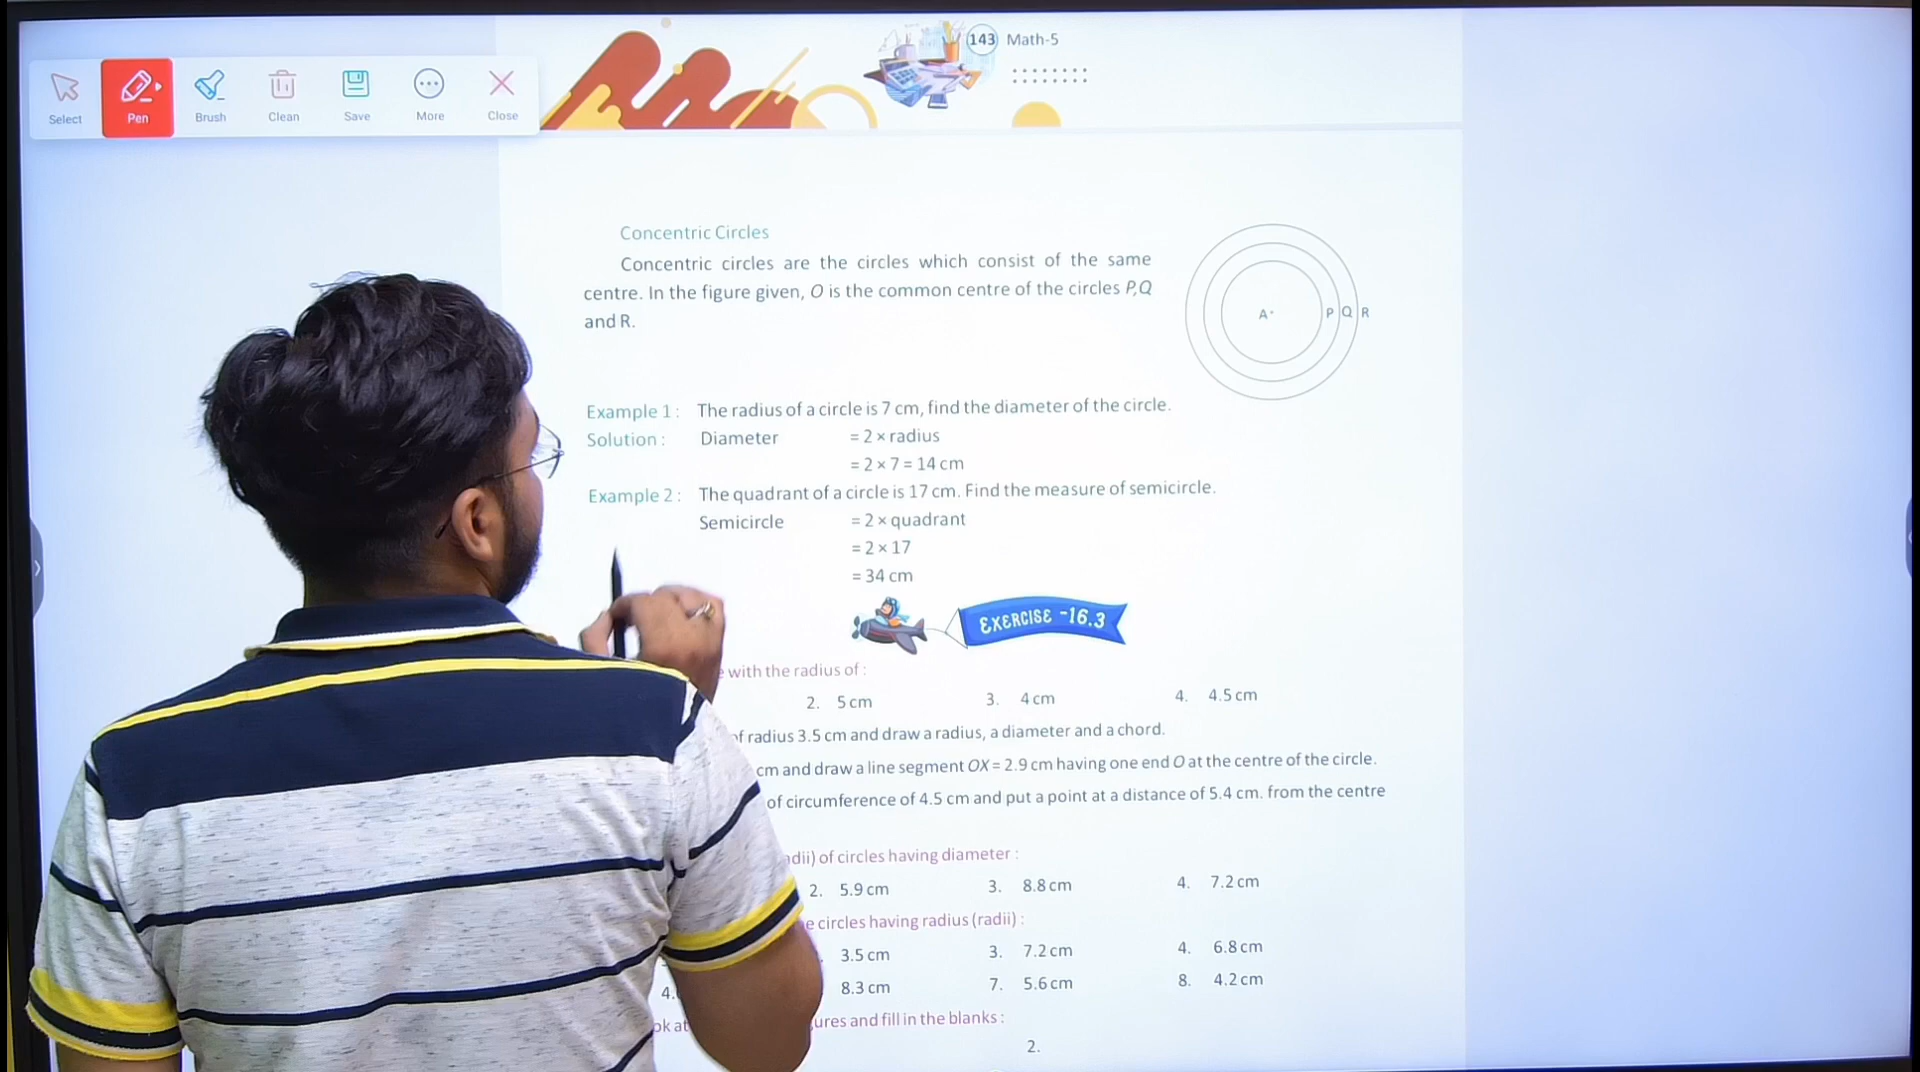 143 Math-5
Select Pen Brush Clean Save More Close
Concentric Circles
Concentric circles are the circles which consist of the same
centre. In the figure given, O is the common centre of the circles P,Q
and R.
A P Q R
Example 1 : The radius of a circle is 7 cm, find the diameter of the circle.
Solution : Diameter = 2 × radius
= 2 × 7 = 14 cm
Example 2 : The quadrant of a circle is 17 cm. Find the measure of semicircle.
Semicircle = 2 × quadrant
= 2 × 17
= 34 cm
EXERCISE -16.3
with the radius of :
2. 5 cm 3. 4 cm 4. 4.5 cm
of radius 3.5 cm and draw a radius, a diameter and a chord.
cm and draw a line segment OX = 2.9 cm having one end O at the centre of the circle.
of circumference of 4.5 cm and put a point at a distance of 5.4 cm. from the centre
of circles having diameter :
2. 5.9 cm 3. 8.8 cm 4. 7.2 cm
circles having radius (radii) :
3.5 cm 3. 7.2 cm 4. 6.8 cm
8.3 cm 7. 5.6 cm 8. 4.2 cm
at and fill in the blanks :
2.